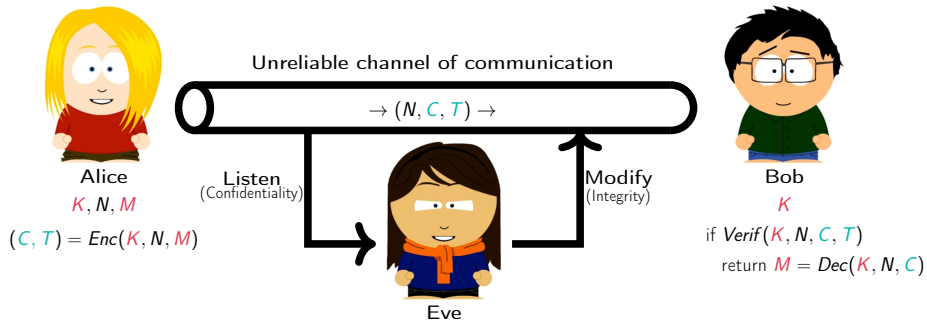 Unreliable channel of communication
→ (N, C, T) →
Alice
K, N, M
(C, T) = Enc(K, N, M)
Listen
(Confidentiality)
Eve
Modify
(Integrity)
Bob
K
if Verif(K, N, C, T)
return M = Dec(K, N, C)